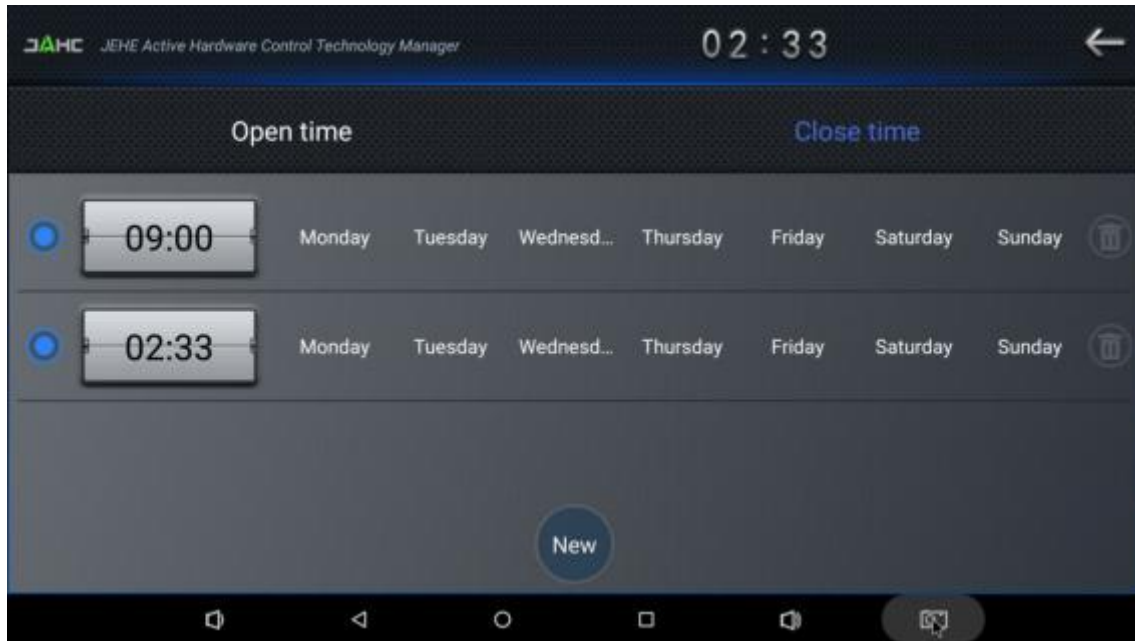 JAHC JEHE Active Hardware Control Technology Manager 02:33
Open time Close time
09:00 Monday Tuesday Wednesd... Thursday Friday Saturday Sunday
02:33 Monday Tuesday Wednesd... Thursday Friday Saturday Sunday
New